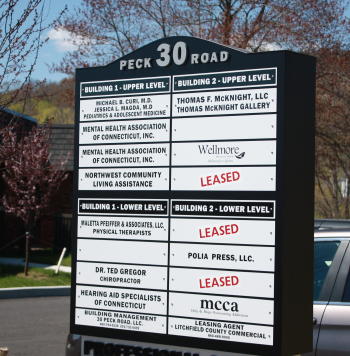 PECK 30 ROAD
BUILDING 1 - UPPER LEVEL
MICHAEL B. CURI, M.D.
JESSICA L. MAGDA, M.D.
PEDIATRICS & ADOLESCENT MEDICINE
MENTAL HEALTH ASSOCIATION
OF CONNECTICUT, INC.
MENTAL HEALTH ASSOCIATION
OF CONNECTICUT, INC.
NORTHWEST COMMUNITY
LIVING ASSISTANCE
BUILDING 2 - UPPER LEVEL
THOMAS F. McKNIGHT, LLC
THOMAS McKNIGHT GALLERY
Wellmore
LEASED
BUILDING 1 - LOWER LEVEL
MALETTA PFEIFFER & ASSOCIATES, LLC.
PHYSICAL THERAPISTS
DR. TED GREGOR
CHIROPRACTOR
HEARING AID SPECIALISTS
OF CONNECTICUT
BUILDING MANAGEMENT
30 PECK ROAD, LLC.
BUILDING 2 - LOWER LEVEL
LEASED
POLIA PRESS, LLC.
LEASED
mcca
LEASING AGENT
LITCHFIELD COUNTY COMMERCIAL